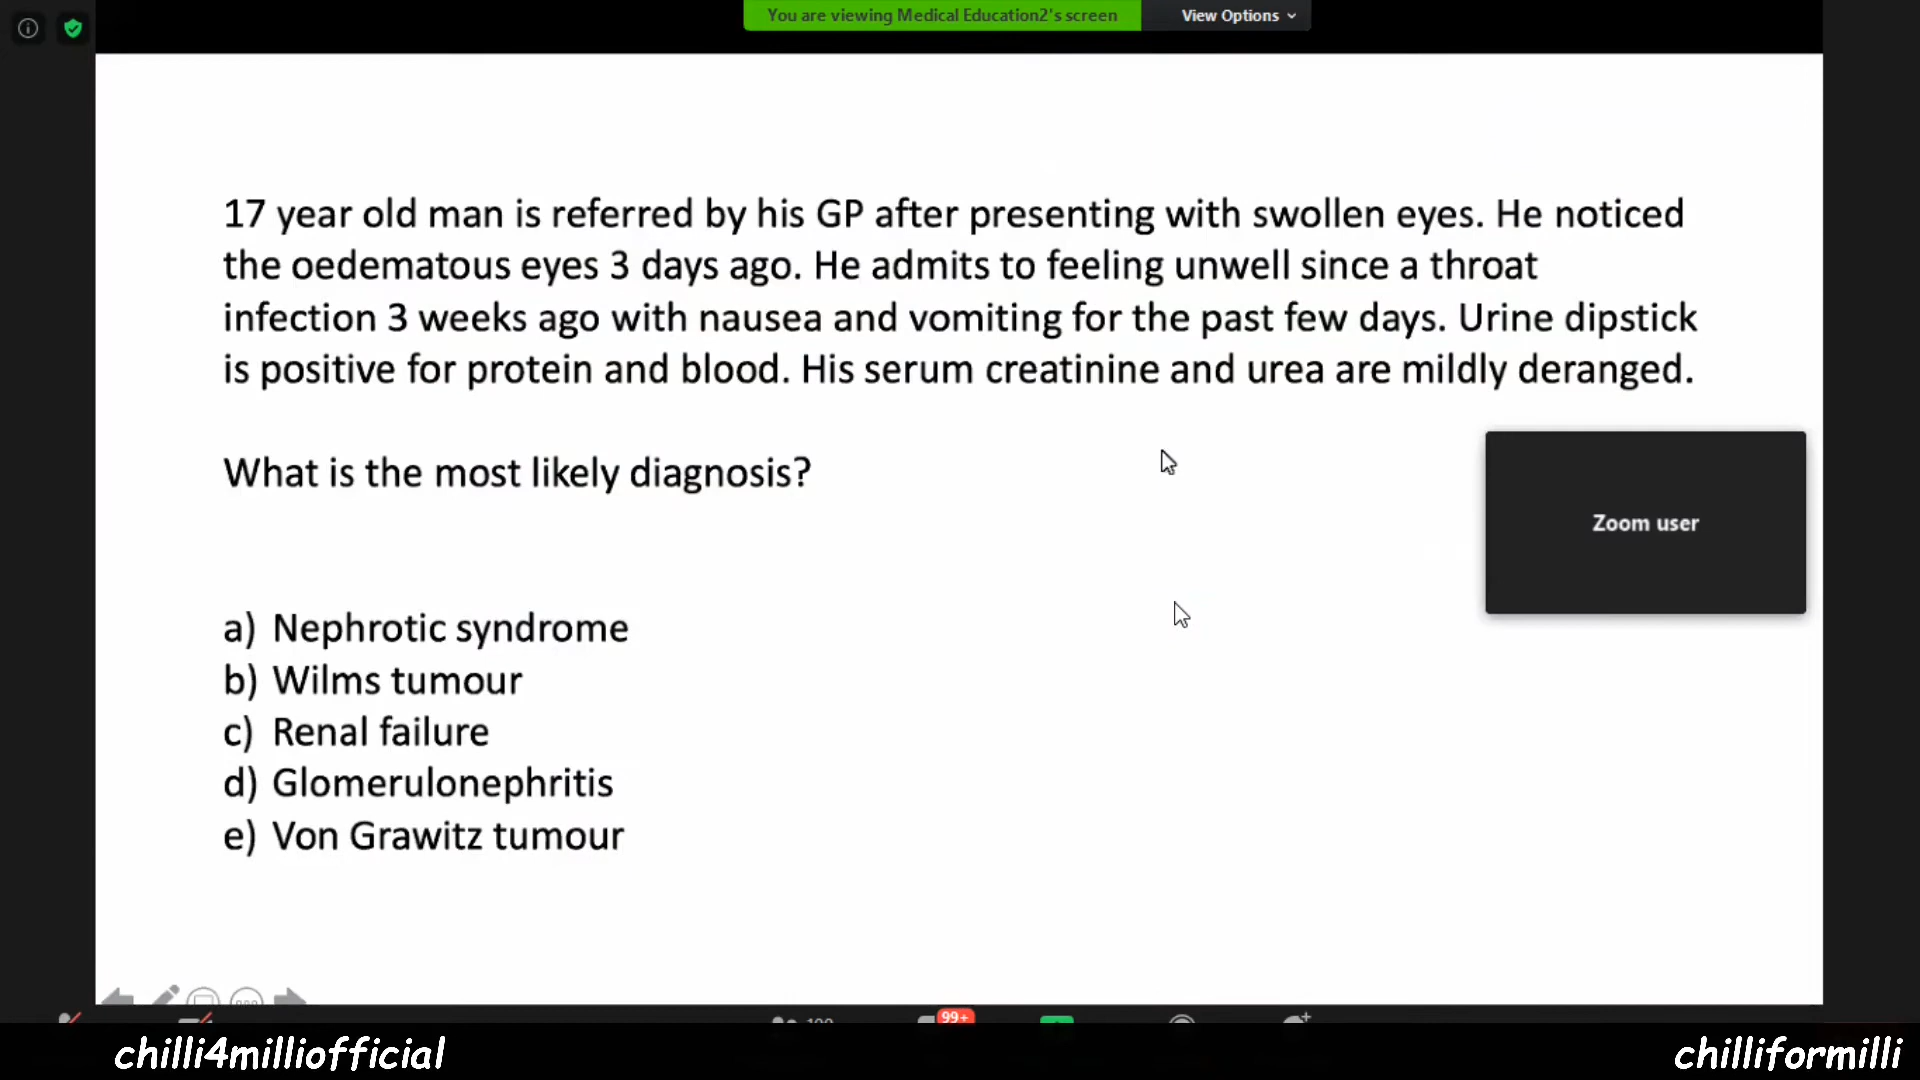 You are viewing Medical Education2's screen
View Options
17 year old man is referred by his GP after presenting with swollen eyes. He noticed
the oedematous eyes 3 days ago. He admits to feeling unwell since a throat
infection 3 weeks ago with nausea and vomiting for the past few days. Urine dipstick
is positive for protein and blood. His serum creatinine and urea are mildly deranged.
What is the most likely diagnosis?
Zoom user
a) Nephrotic syndrome
b) Wilms tumour
c) Renal failure
d) Glomerulonephritis
e) Von Grawitz tumour
99+
chilli4milliofficial
chilliformilli